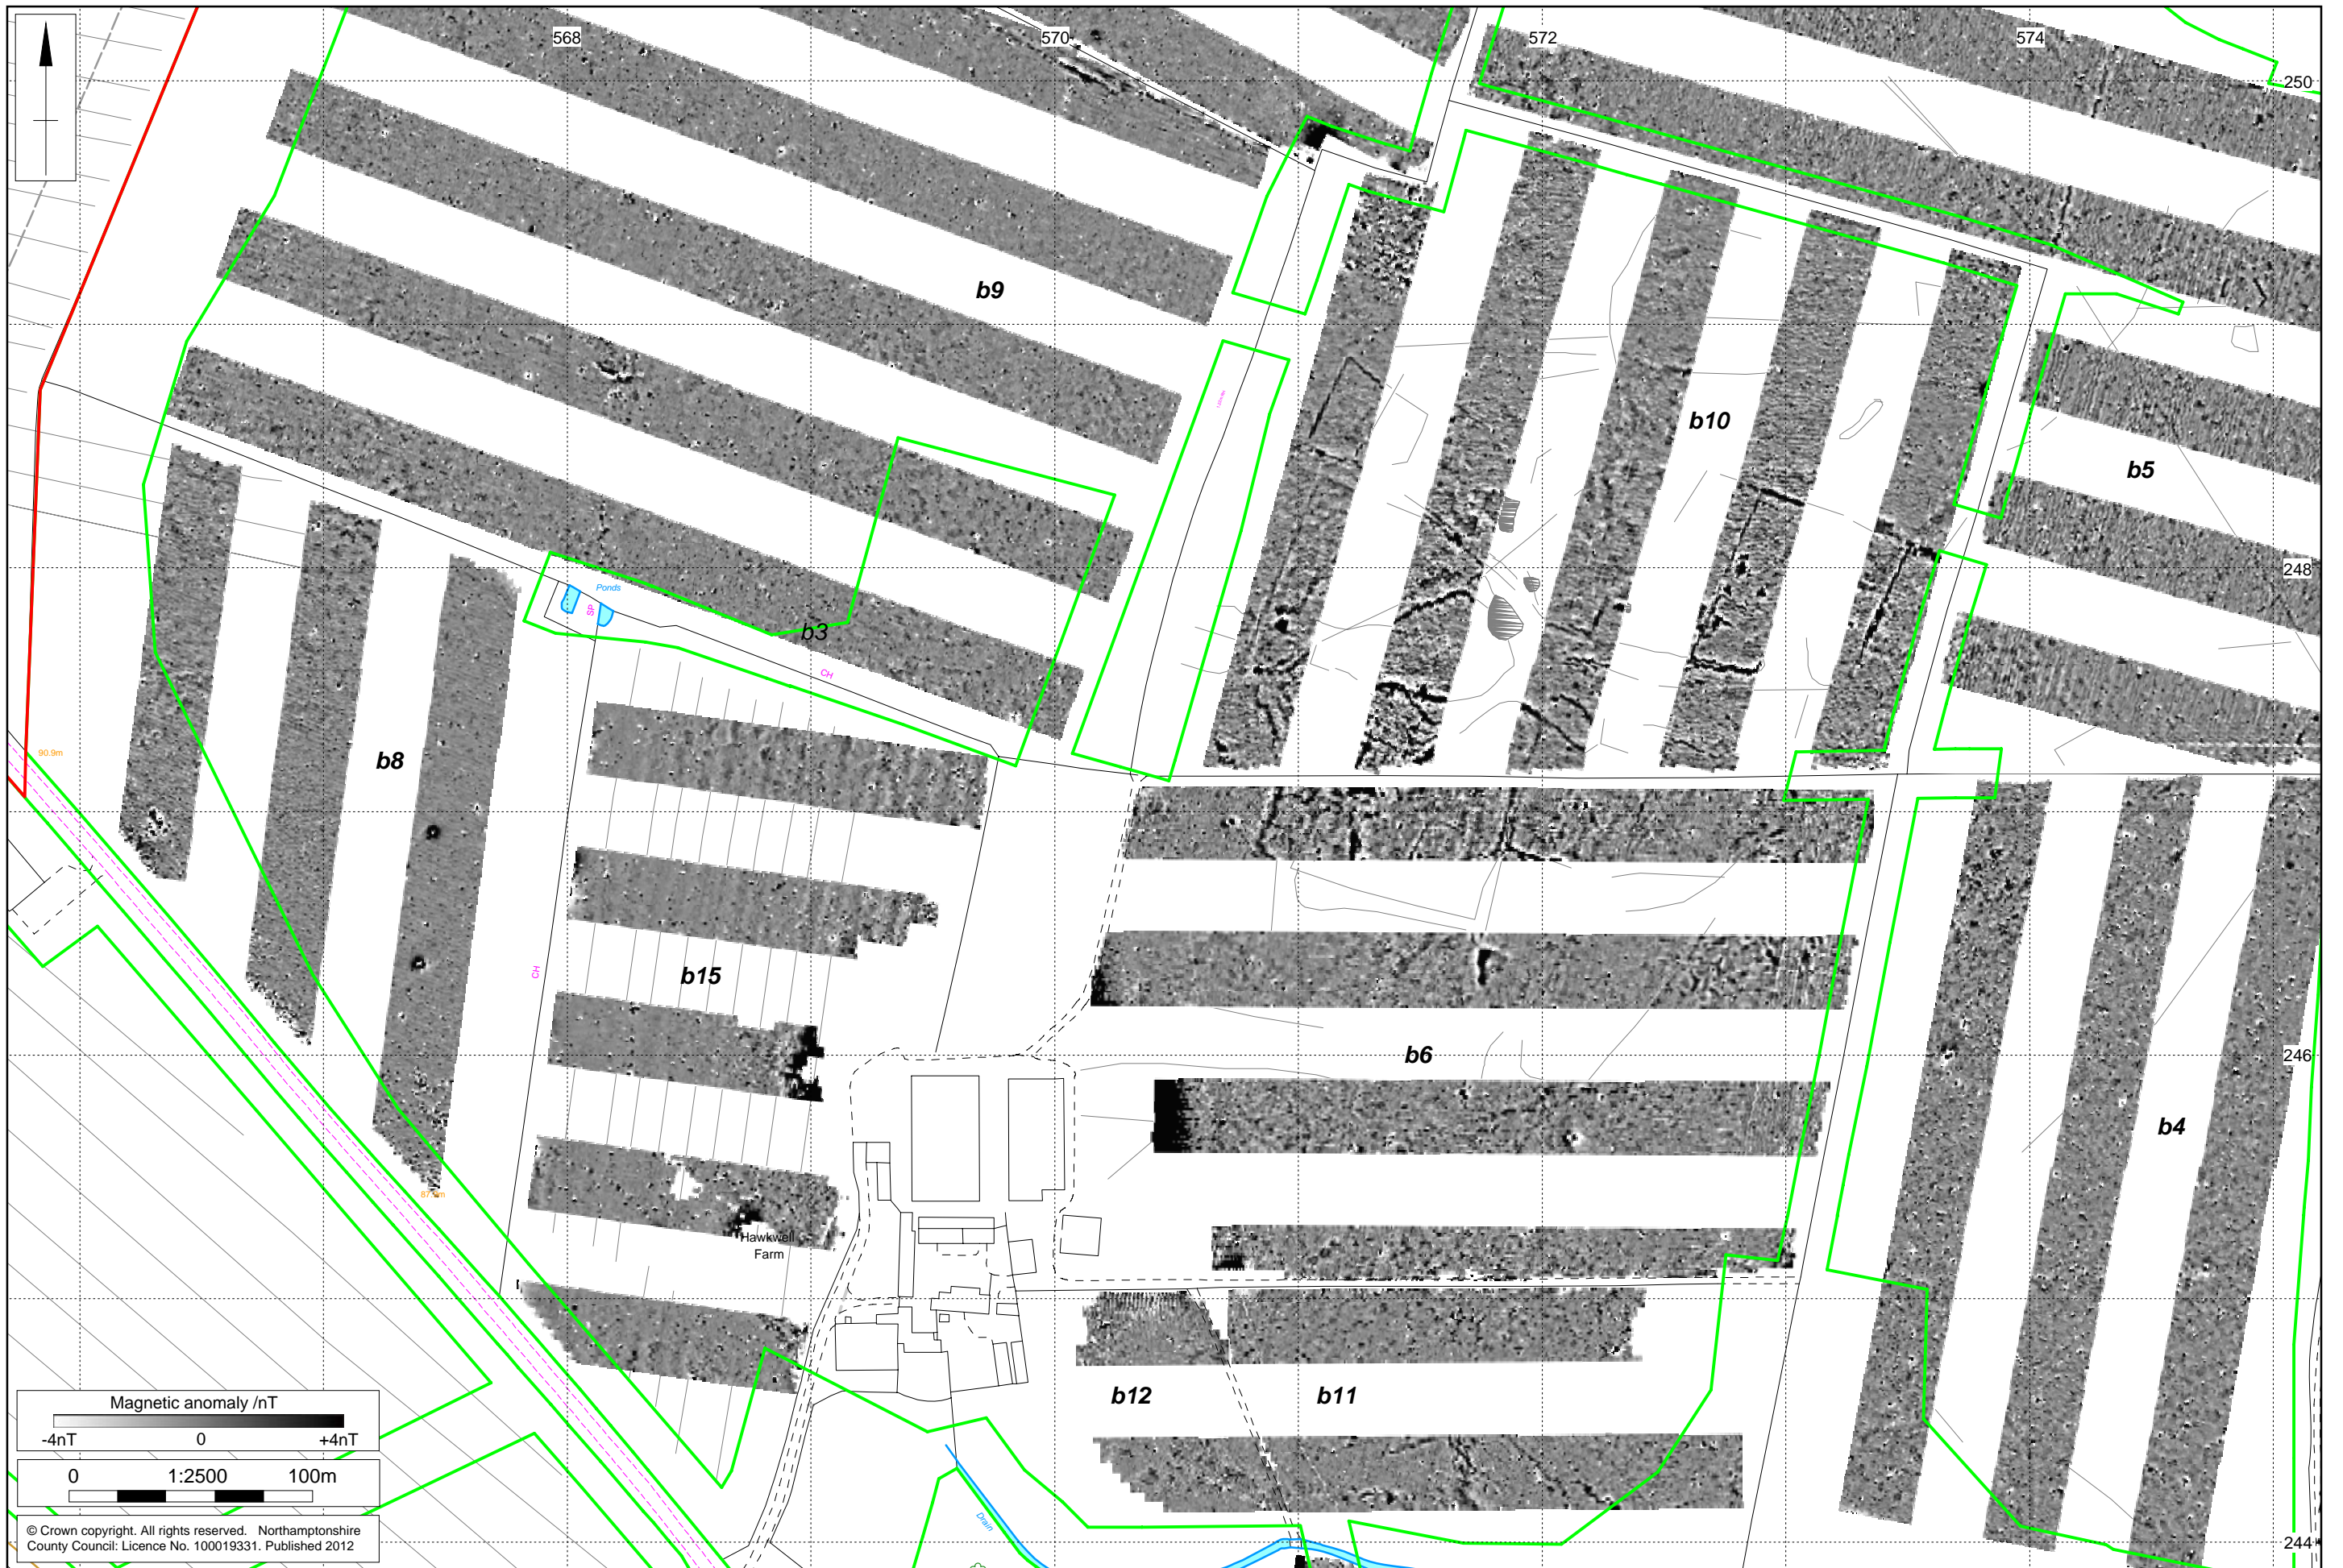 568
570
572
574
250
b9
b10
b5
248
Ponds
SP
b3
CH
90.9m
b8
CH
b15
b6
246
b4
Hawkwell
Farm
b12
b11
Magnetic anomaly /nT
-4nT 0 +4nT
0 1:2500 100m
© Crown copyright. All rights reserved. Northamptonshire
County Council: Licence No. 100019331. Published 2012
Drain
244